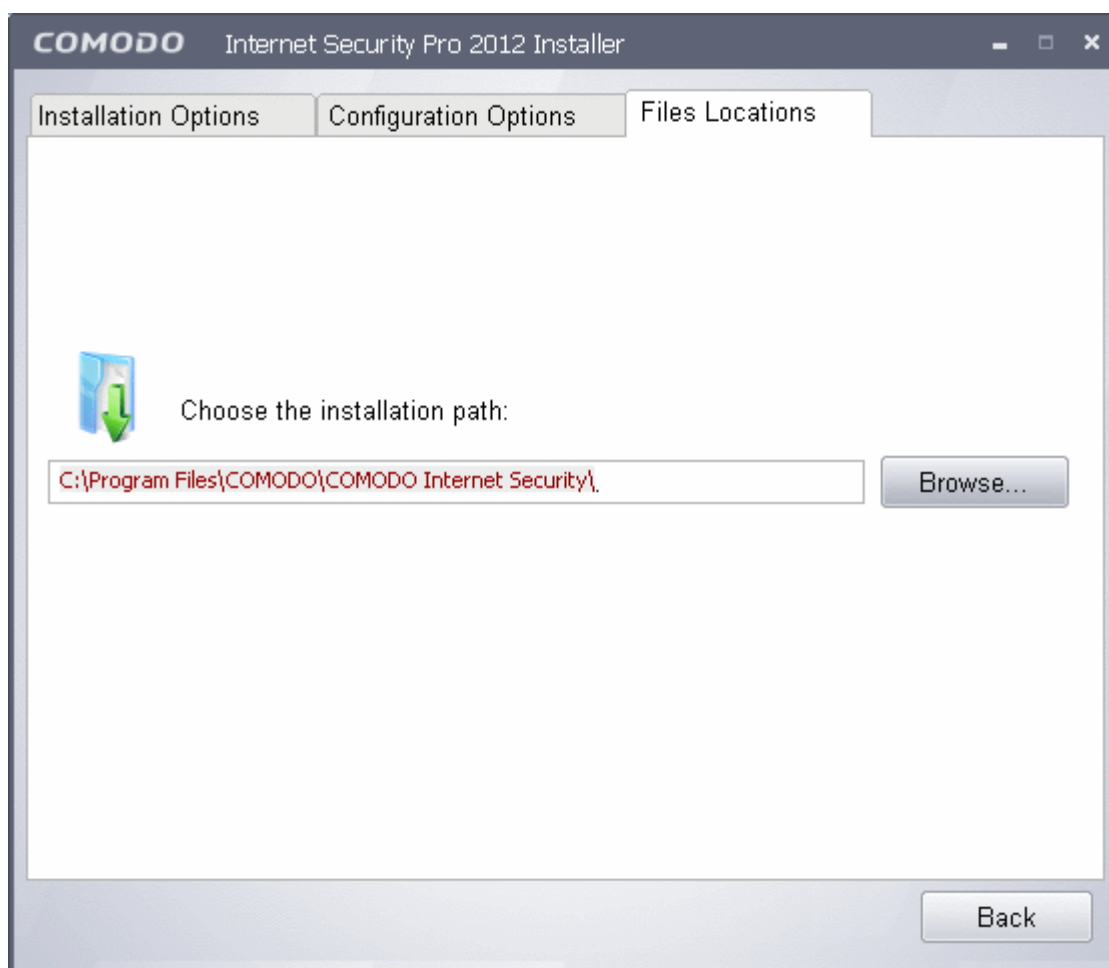 COMODO Internet Security Pro 2012 Installer
Installation Options Configuration Options Files Locations
Choose the installation path:
C:\Program Files\COMODO\COMODO Internet Security\. Browse...
Back